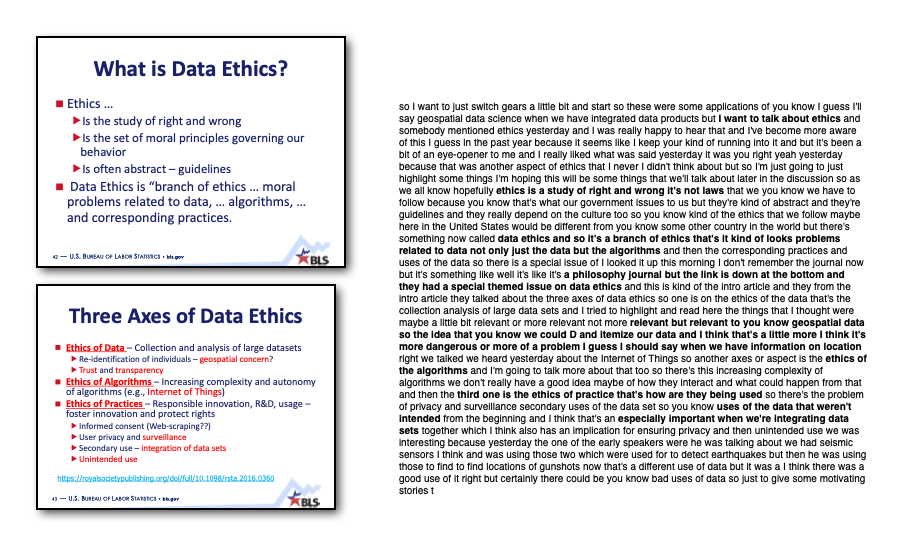 What is Data Ethics?
■ Ethics ...
▶Is the study of right and wrong
▶Is the set of moral principles governing our
behavior
▶Is often abstract – guidelines
■ Data Ethics is “branch of ethics ... moral
problems related to data, ... algorithms, ...
and corresponding practices.
42 — U.S. BUREAU OF LABOR STATISTICS • bls.gov
BLS
Three Axes of Data Ethics
■ Ethics of Data – Collection and analysis of large datasets
▶ Re-identification of individuals – geospatial concern?
▶ Trust and transparency
■ Ethics of Algorithms – Increasing complexity and autonomy
of algorithms (e.g., Internet of Things)
■ Ethics of Practices – Responsible innovation, R&D, usage –
foster innovation and protect rights
▶ Informed consent (Web-scraping??)
▶ User privacy and surveillance
▶ Secondary use – integration of data sets
▶ Unintended use
https://royalsocietypublishing.org/doi/full/10.1098/rsta.2016.0360
43 — U.S. BUREAU OF LABOR STATISTICS • bls.gov
BLS
so I want to just switch gears a little bit and start so these were some applications of you know I guess I'll
say geospatial data science when we have integrated data products but I want to talk about ethics and
somebody mentioned ethics yesterday and I was really happy to hear that and I've become more aware
of this I guess in the past year because it seems like I keep your kind of running into it and but it's been a
bit of an eye-opener to me and I really liked what was said yesterday it was you right yeah yesterday
because that was another aspect of ethics that I never I didn't think about but so I'm just going to just
highlight some things I'm hoping this will be some things that we'll talk about later in the discussion so as
we all know hopefully ethics is a study of right and wrong it's not laws that we you know we have to
follow because you know that's what our government issues to us but they're kind of abstract and they're
guidelines and they really depend on the culture too so you know kind of the ethics that we follow maybe
here in the United States would be different from you know some other country in the world but there's
something now called data ethics and so it's a branch of ethics that's it kind of looks problems
related to data not only just the data but the algorithms and then the corresponding practices and
uses of the data so there is a special issue of I looked it up this morning I don't remember the journal now
but it's something like well it's like it's a philosophy journal but the link is down at the bottom and
they had a special themed issue on data ethics and this is kind of the intro article and they from the
intro article they talked about the three axes of data ethics so one is on the ethics of the data that's the
collection analysis of large data sets and I tried to highlight and read here the things that I thought were
maybe a little bit relevant or more relevant not more relevant but relevant to you know geospatial data
so the idea that you know we could D and itemize our data and I think that's a little more I think it's
more dangerous or more of a problem I guess I should say when we have information on location
right we talked we heard yesterday about the Internet of Things so another axes or aspect is the ethics of
the algorithms and I'm going to talk more about that too so there's this increasing complexity of
algorithms we don't really have a good idea maybe of how they interact and what could happen from that
and then the third one is the ethics of practice that's how are they being used so there's the problem
of privacy and surveillance secondary uses of the data set so you know uses of the data that weren't
intended from the beginning and I think that's an especially important when we're integrating data
sets together which I think also has an implication for ensuring privacy and then unintended use we was
interesting because yesterday the one of the early speakers were he was talking about we had seismic
sensors I think and was using those two which were used for to detect earthquakes but then he was using
those to find to find locations of gunshots now that's a different use of data but it was a I think there was a
good use of it right but certainly there could be you know bad uses of data so just to give some motivating
stories t